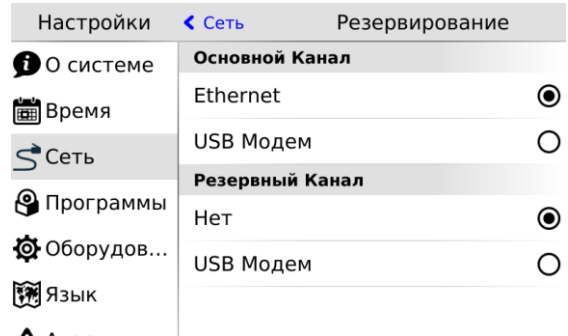 Настройки
Сеть
Резервирование
О системе
Время
Сеть
Программы
Оборудов...
Язык
Основной Канал
Ethernet
USB Модем
Резервный Канал
Нет
USB Модем